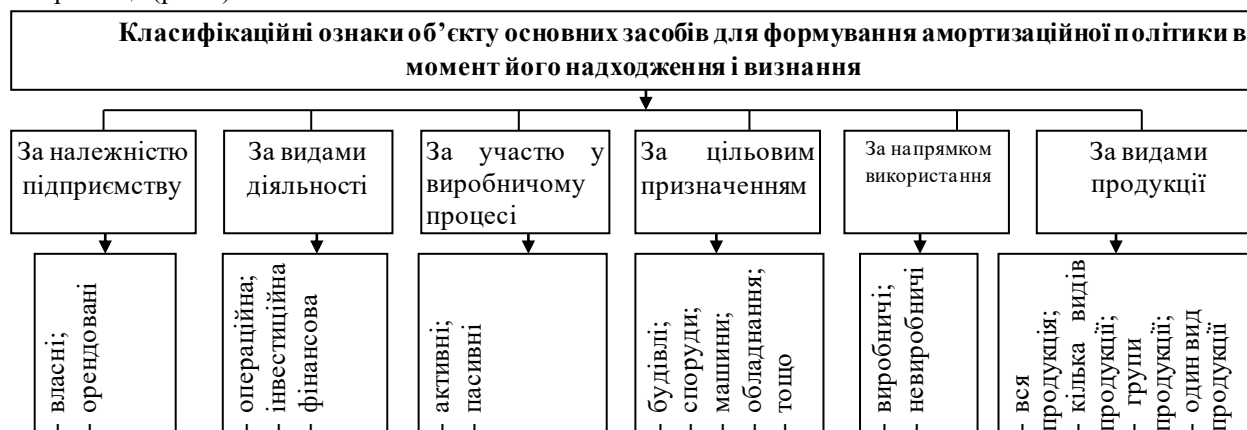 Класифікаційні ознаки об’єкту основних засобів для формування амортизаційної політики в
момент його надходження і визнання
За належністю
підприємству
За видами
діяльності
За участю у
виробничому
процесі
За цільовим
призначенням
За напрямком
використання
За видами
продукції
- власні;
- орендовані
- операційна;
- інвестиційна
- фінансова
- активні;
- пасивні
- будівлі;
- споруди;
- машини;
- обладнання;
- тощо
- виробничі;
- невиробничі
- вся
продукція;
- кілька видів
продукції;
- групи
продукції;
- один вид
продукції